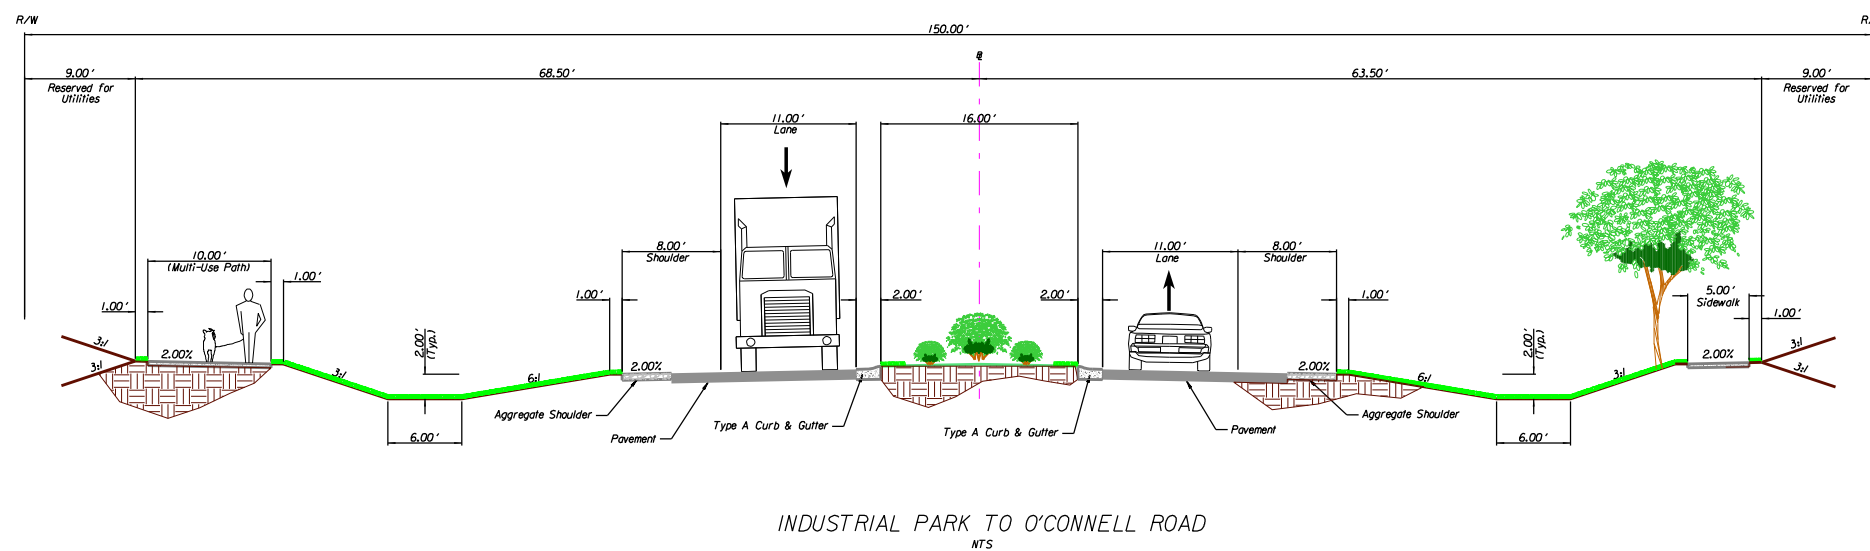 R/W
R/
150.00'
℄
9.00'
68.50'
63.50'
9.00'
Reserved for
Utilities
Reserved for
Utilities
11.00'
Lane
16.00'
10.00'
(Multi-Use Path)
1.00'
1.00'
8.00'
Shoulder
1.00'
2.00'
2.00'
11.00'
Lane
8.00'
Shoulder
1.00'
5.00'
Sidewalk
1.00'
3:1
3:1
2.00%
3:1
2.00'
(Typ.)
6:1
2.00%
2.00%
6:1
2.00'
(Typ.)
3:1
2.00%
3:1
3:1
Aggregate Shoulder
Pavement
Type A Curb & Gutter
Type A Curb & Gutter
Pavement
Aggregate Shoulder
6.00'
6.00'
INDUSTRIAL PARK TO O'CONNELL ROAD
NTS